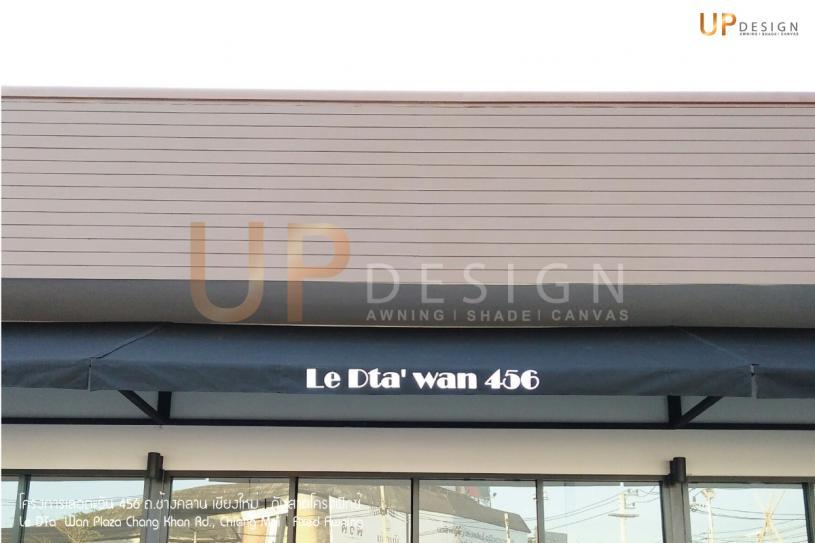 UP DESIGN
AWNING | SHADE | CANVAS
UP DESIGN
AWNING | SHADE | CANVAS
Le Dta' wan 456
456 ถ.ช้างคลาน เชียงใหม่ |
Le DTa' Wan Plaza Chang Khan Rd., Chiang Mai | Fixed Awning